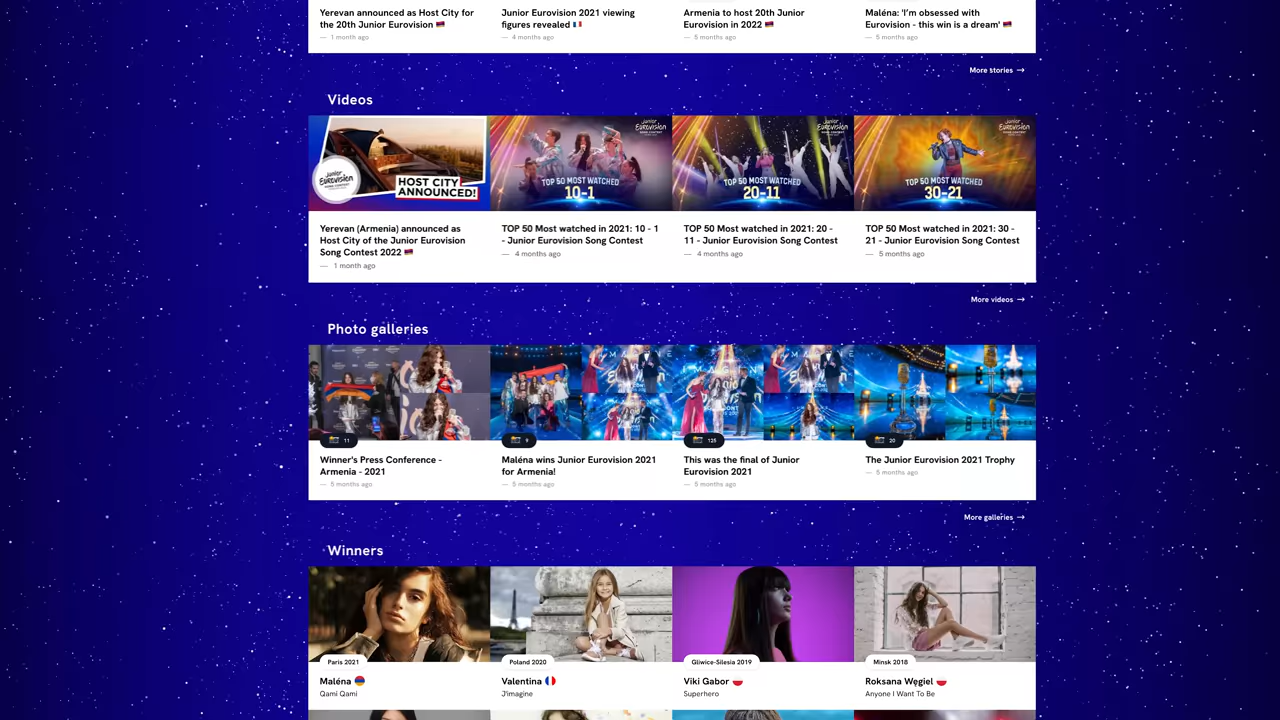 Yerevan announced as Host City for
the 20th Junior Eurovision
— 1 month ago
Junior Eurovision 2021 viewing
figures revealed
— 4 months ago
Armenia to host 20th Junior
Eurovision in 2022
— 5 months ago
Maléna: 'I'm obsessed with
Eurovision - this win is a dream'
— 5 months ago
More stories →
Videos
Junior
Eurovision
HOST CITY
ANNOUNCED!
Junior
Eurovision
TOP 50 MOST WATCHED
10-1
Junior
Eurovision
TOP 50 MOST WATCHED
20-11
Junior
Eurovision
TOP 50 MOST WATCHED
30-21
Yerevan (Armenia) announced as
Host City of the Junior Eurovision
Song Contest 2022
— 1 month ago
TOP 50 Most watched in 2021: 10 - 1
- Junior Eurovision Song Contest
— 4 months ago
TOP 50 Most watched in 2021: 20 -
11 - Junior Eurovision Song Contest
— 4 months ago
TOP 50 Most watched in 2021: 30 -
21 - Junior Eurovision Song Contest
— 5 months ago
More videos →
Photo galleries
11
Winner's Press Conference -
Armenia - 2021
— 5 months ago
9
Maléna wins Junior Eurovision 2021
for Armenia!
— 5 months ago
125
This was the final of Junior
Eurovision 2021
— 5 months ago
20
The Junior Eurovision 2021 Trophy
— 5 months ago
More galleries →
Winners
Paris 2021
Maléna
Qami Qami
Poland 2020
Valentina
J'imagine
Gliwice-Silesia 2019
Viki Gabor
Superhero
Minsk 2018
Roksana Węgiel
Anyone I Want To Be